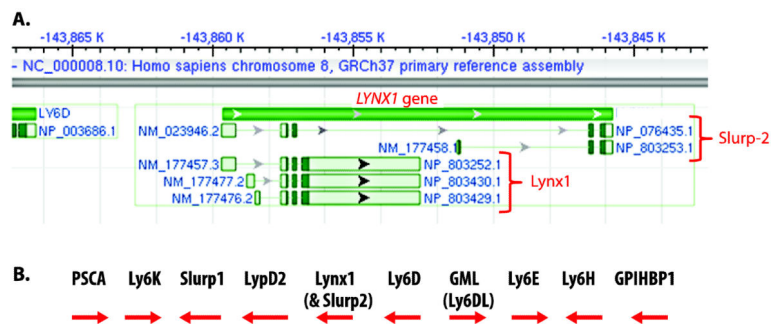 A.
-143,865 K -143,860 K -143,855 K -143,850 K -143,845 K
- NC_000008.10: Homo sapiens chromosome 8, GRCh37 primary reference assembly
LYNX1 gene
LY6D
NP_003686.1 NM_023946.2 NP_076435.1
Slurp-2
NM_177458.1 NP_803253.1
NM_177457.3 NP_803252.1
NM_177477.2 NP_803430.1 Lynx1
NM_177476.2 NP_803429.1
B.
PSCA Ly6K Slurp1 LypD2 Lynx1 Ly6D GML Ly6E Ly6H GPIHBP1
(& Slurp2) (Ly6DL)